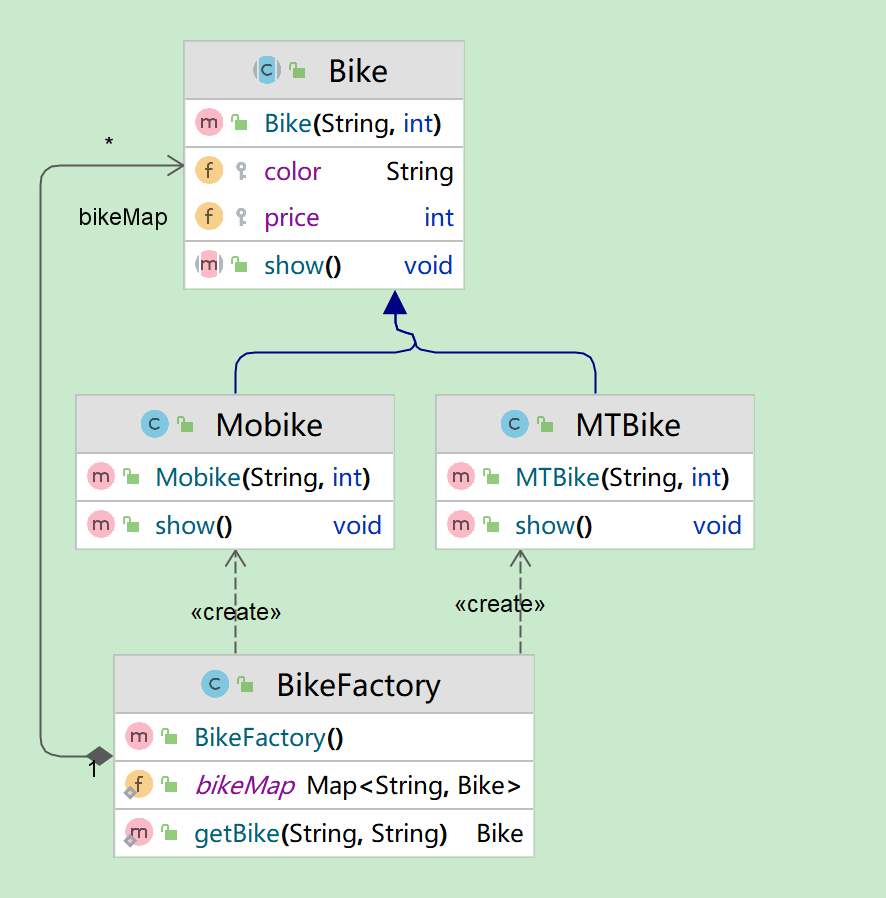 Bike
Bike(String, int)
*
color String
bikeMap
price int
show() void
Mobike
Mobike(String, int)
show() void
MTBike
MTBike(String, int)
show() void
«create»
«create»
BikeFactory
BikeFactory()
1
bikeMap Map<String, Bike>
getBike(String, String) Bike